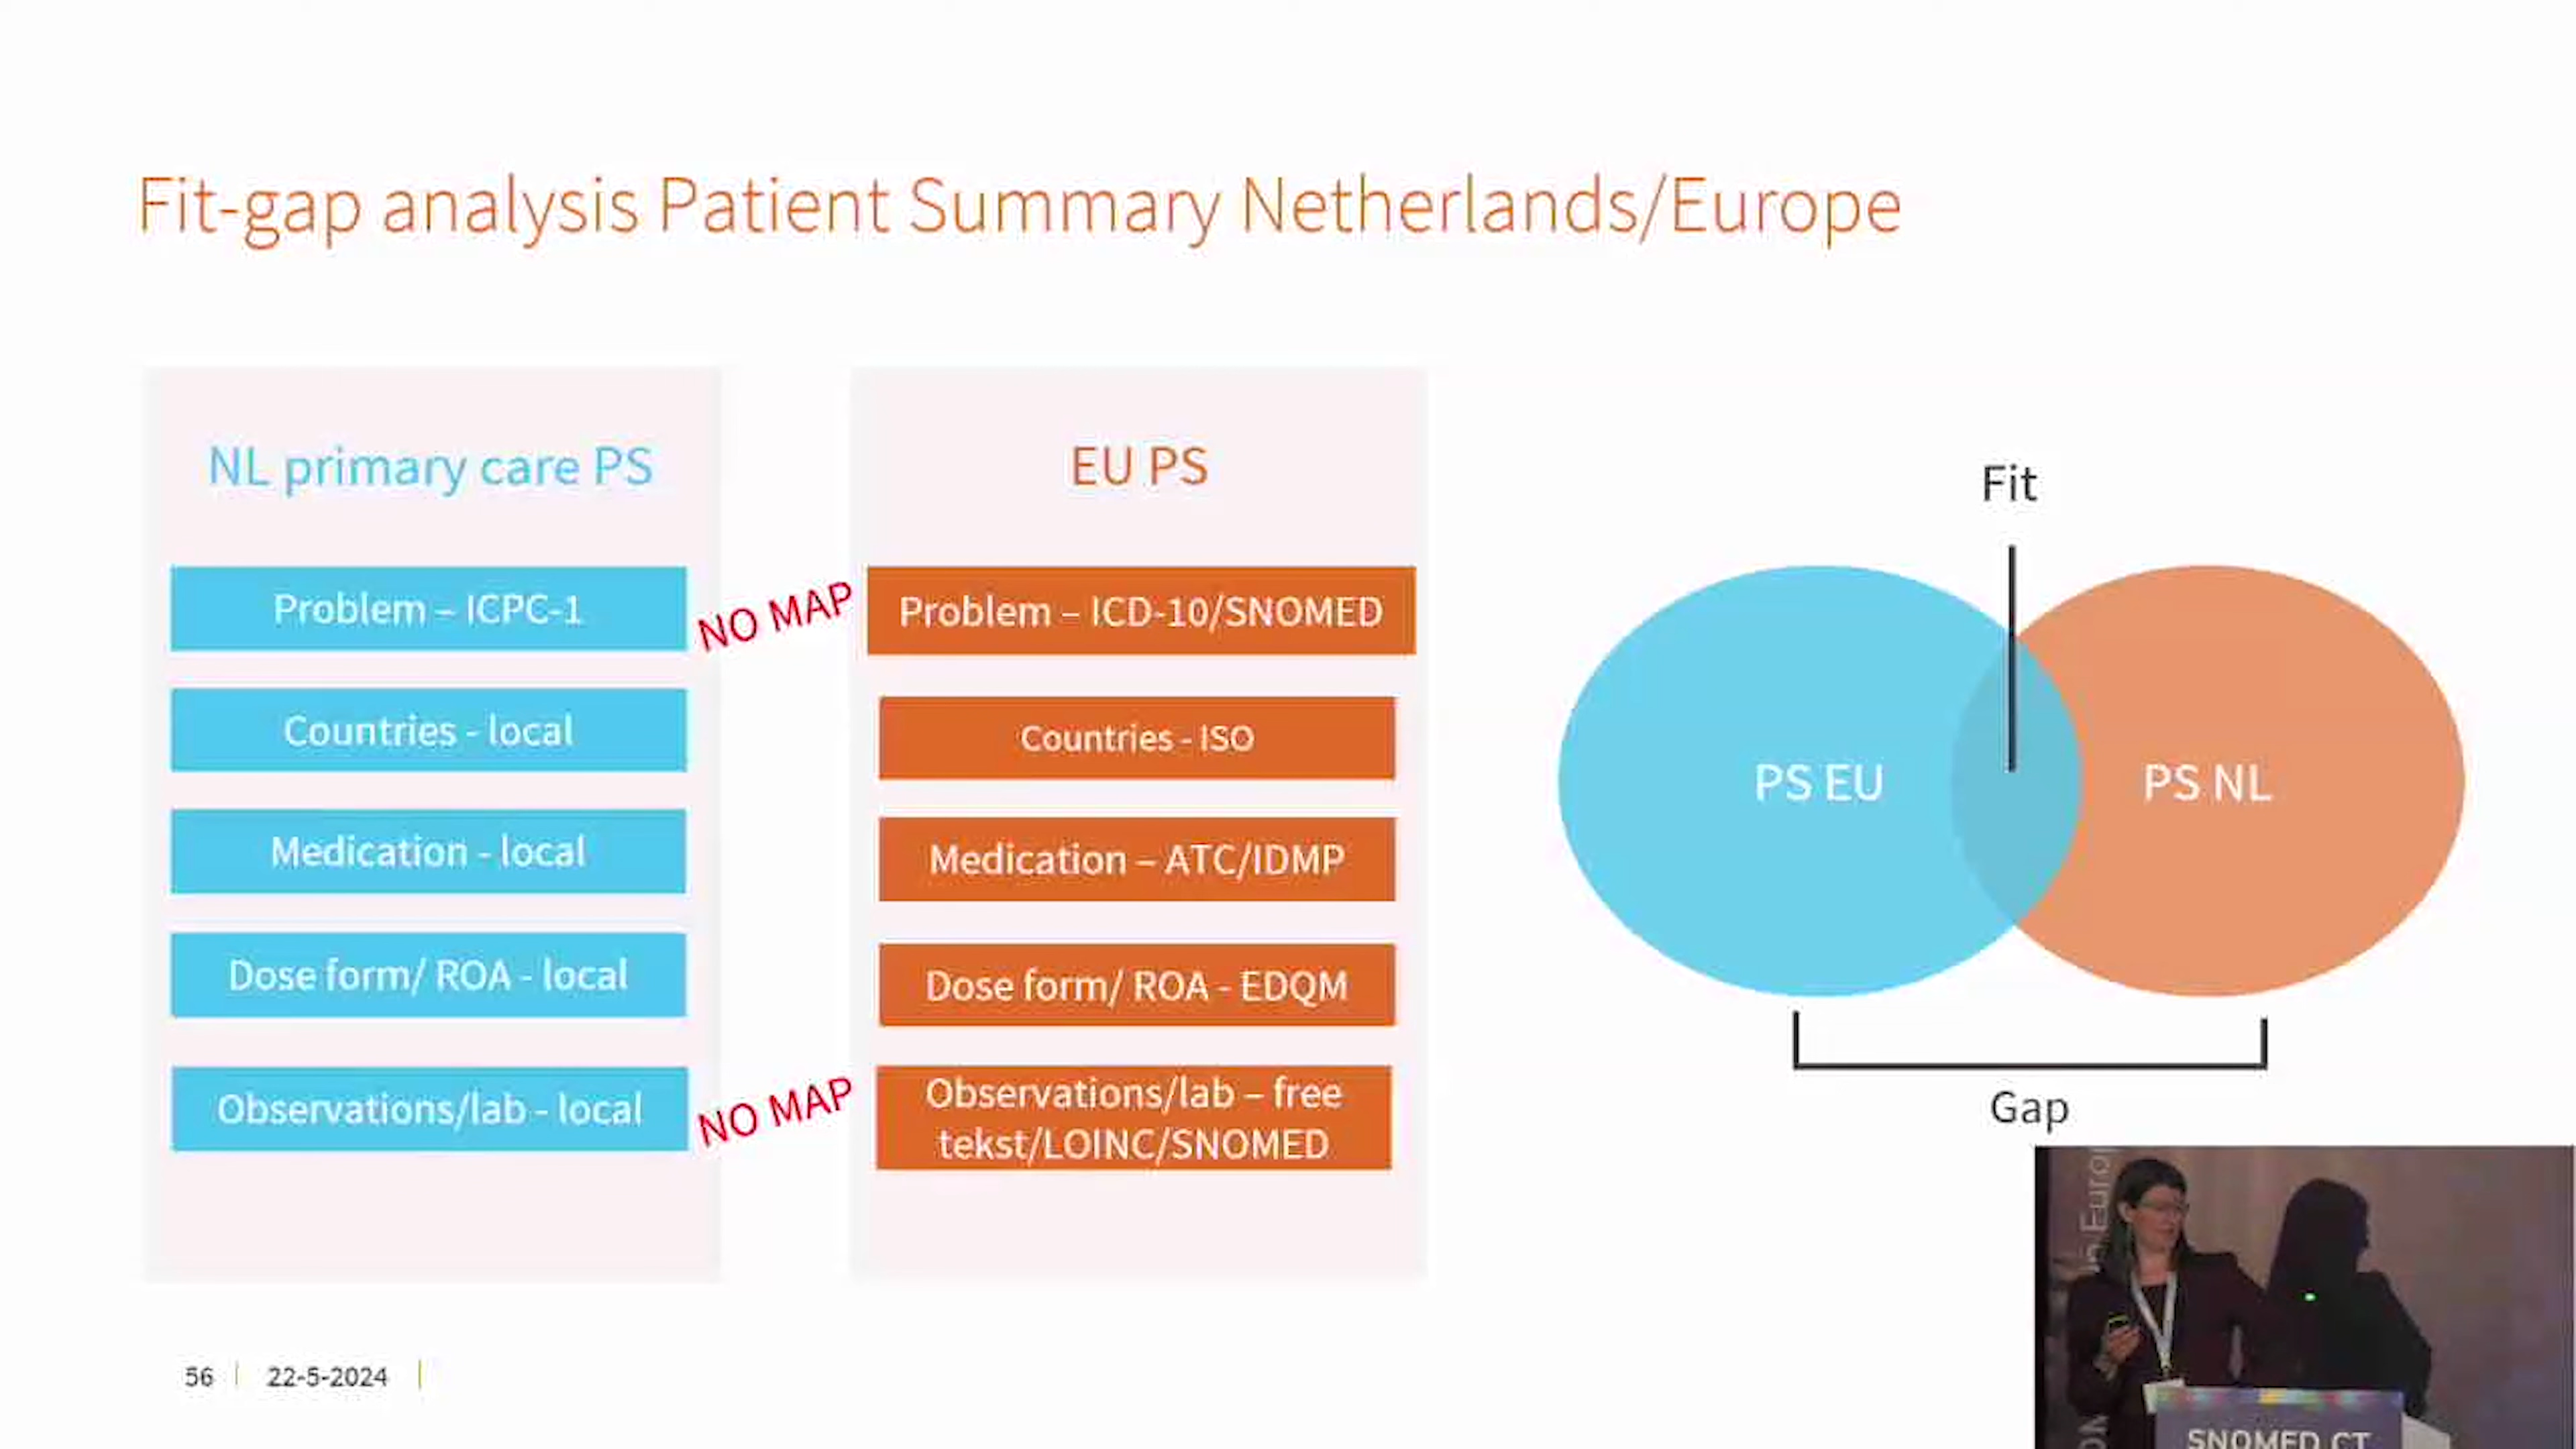 Fit-gap analysis Patient Summary Netherlands/Europe
NL primary care PS
Problem – ICPC-1
Countries - local
Medication - local
Dose form/ ROA - local
Observations/lab - local
NO MAP
NO MAP
EU PS
Problem – ICD-10/SNOMED
Countries - ISO
Medication – ATC/IDMP
Dose form/ ROA - EDQM
Observations/lab – free
tekst/LOINC/SNOMED
Fit
PS EU
PS NL
Gap
56
22-5-2024
SNOMED CT